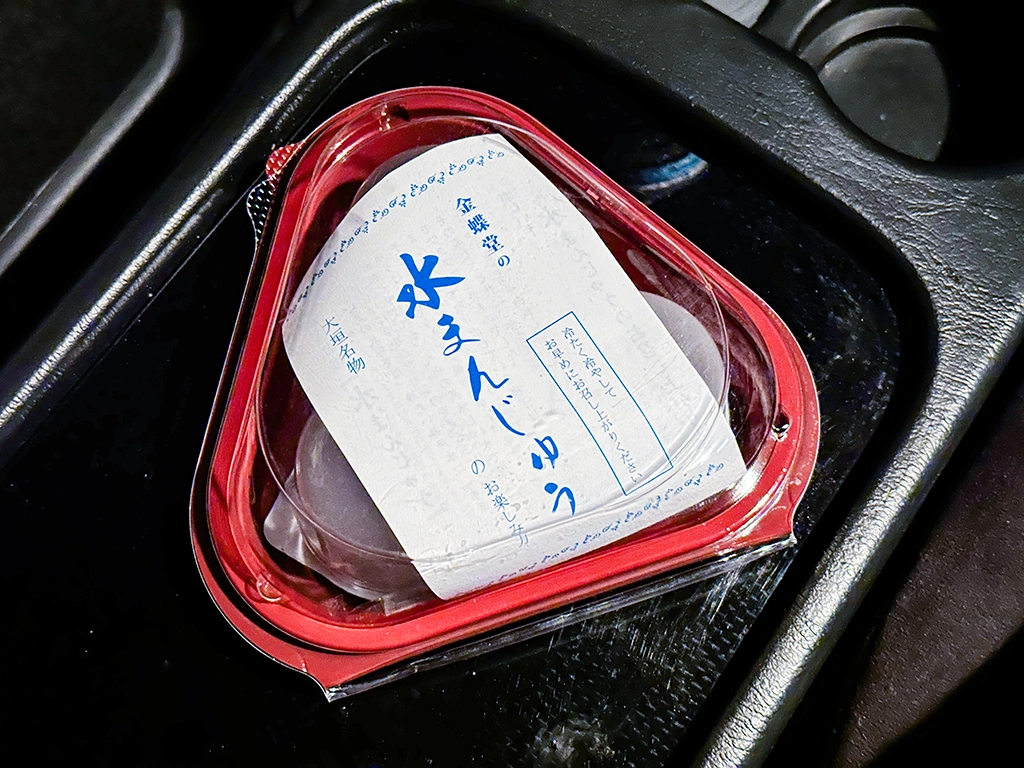 冷たく冷やして
お早めにお召し上がりください
金蝶堂の
水まんじゅう
のお楽しみ方
大垣名物